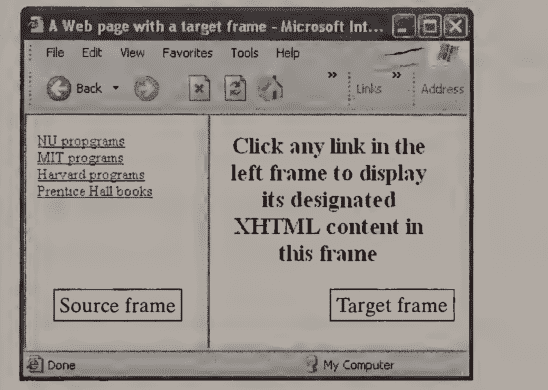 A Web page with a target frame - Microsoft Int...
File Edit View Favorites Tools Help
Back » Links » Address
NU propgrams
MIT programs
Harvard programs
Prentice Hall books
Click any link in the
left frame to display
its designated
XHTML content in
this frame
Source frame
Target frame
Done My Computer